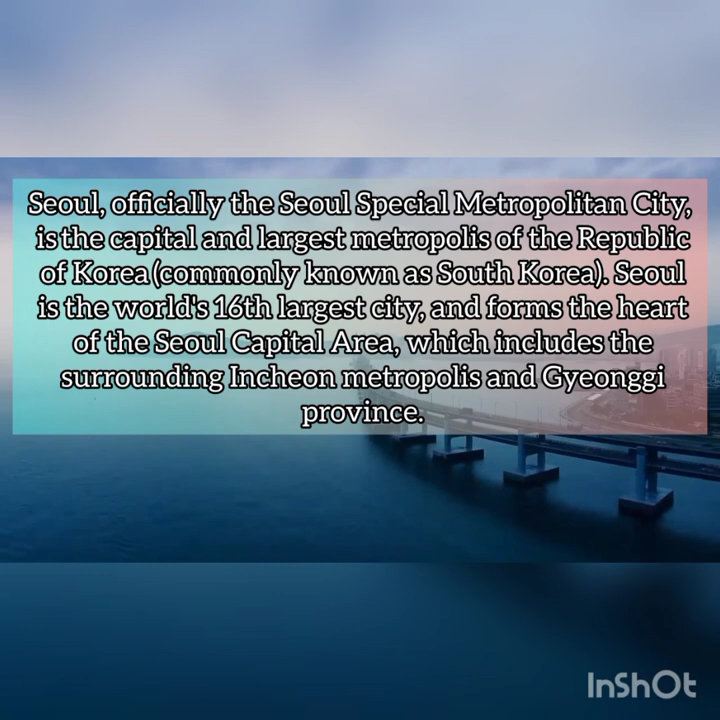 Seoul, officially the Seoul Special Metropolitan City,
is the capital and largest metropolis of the Republic
of Korea (commonly known as South Korea). Seoul
is the world's 16th largest city, and forms the heart
of the Seoul Capital Area, which includes the
surrounding Incheon metropolis and Gyeonggi
province.
InShOt